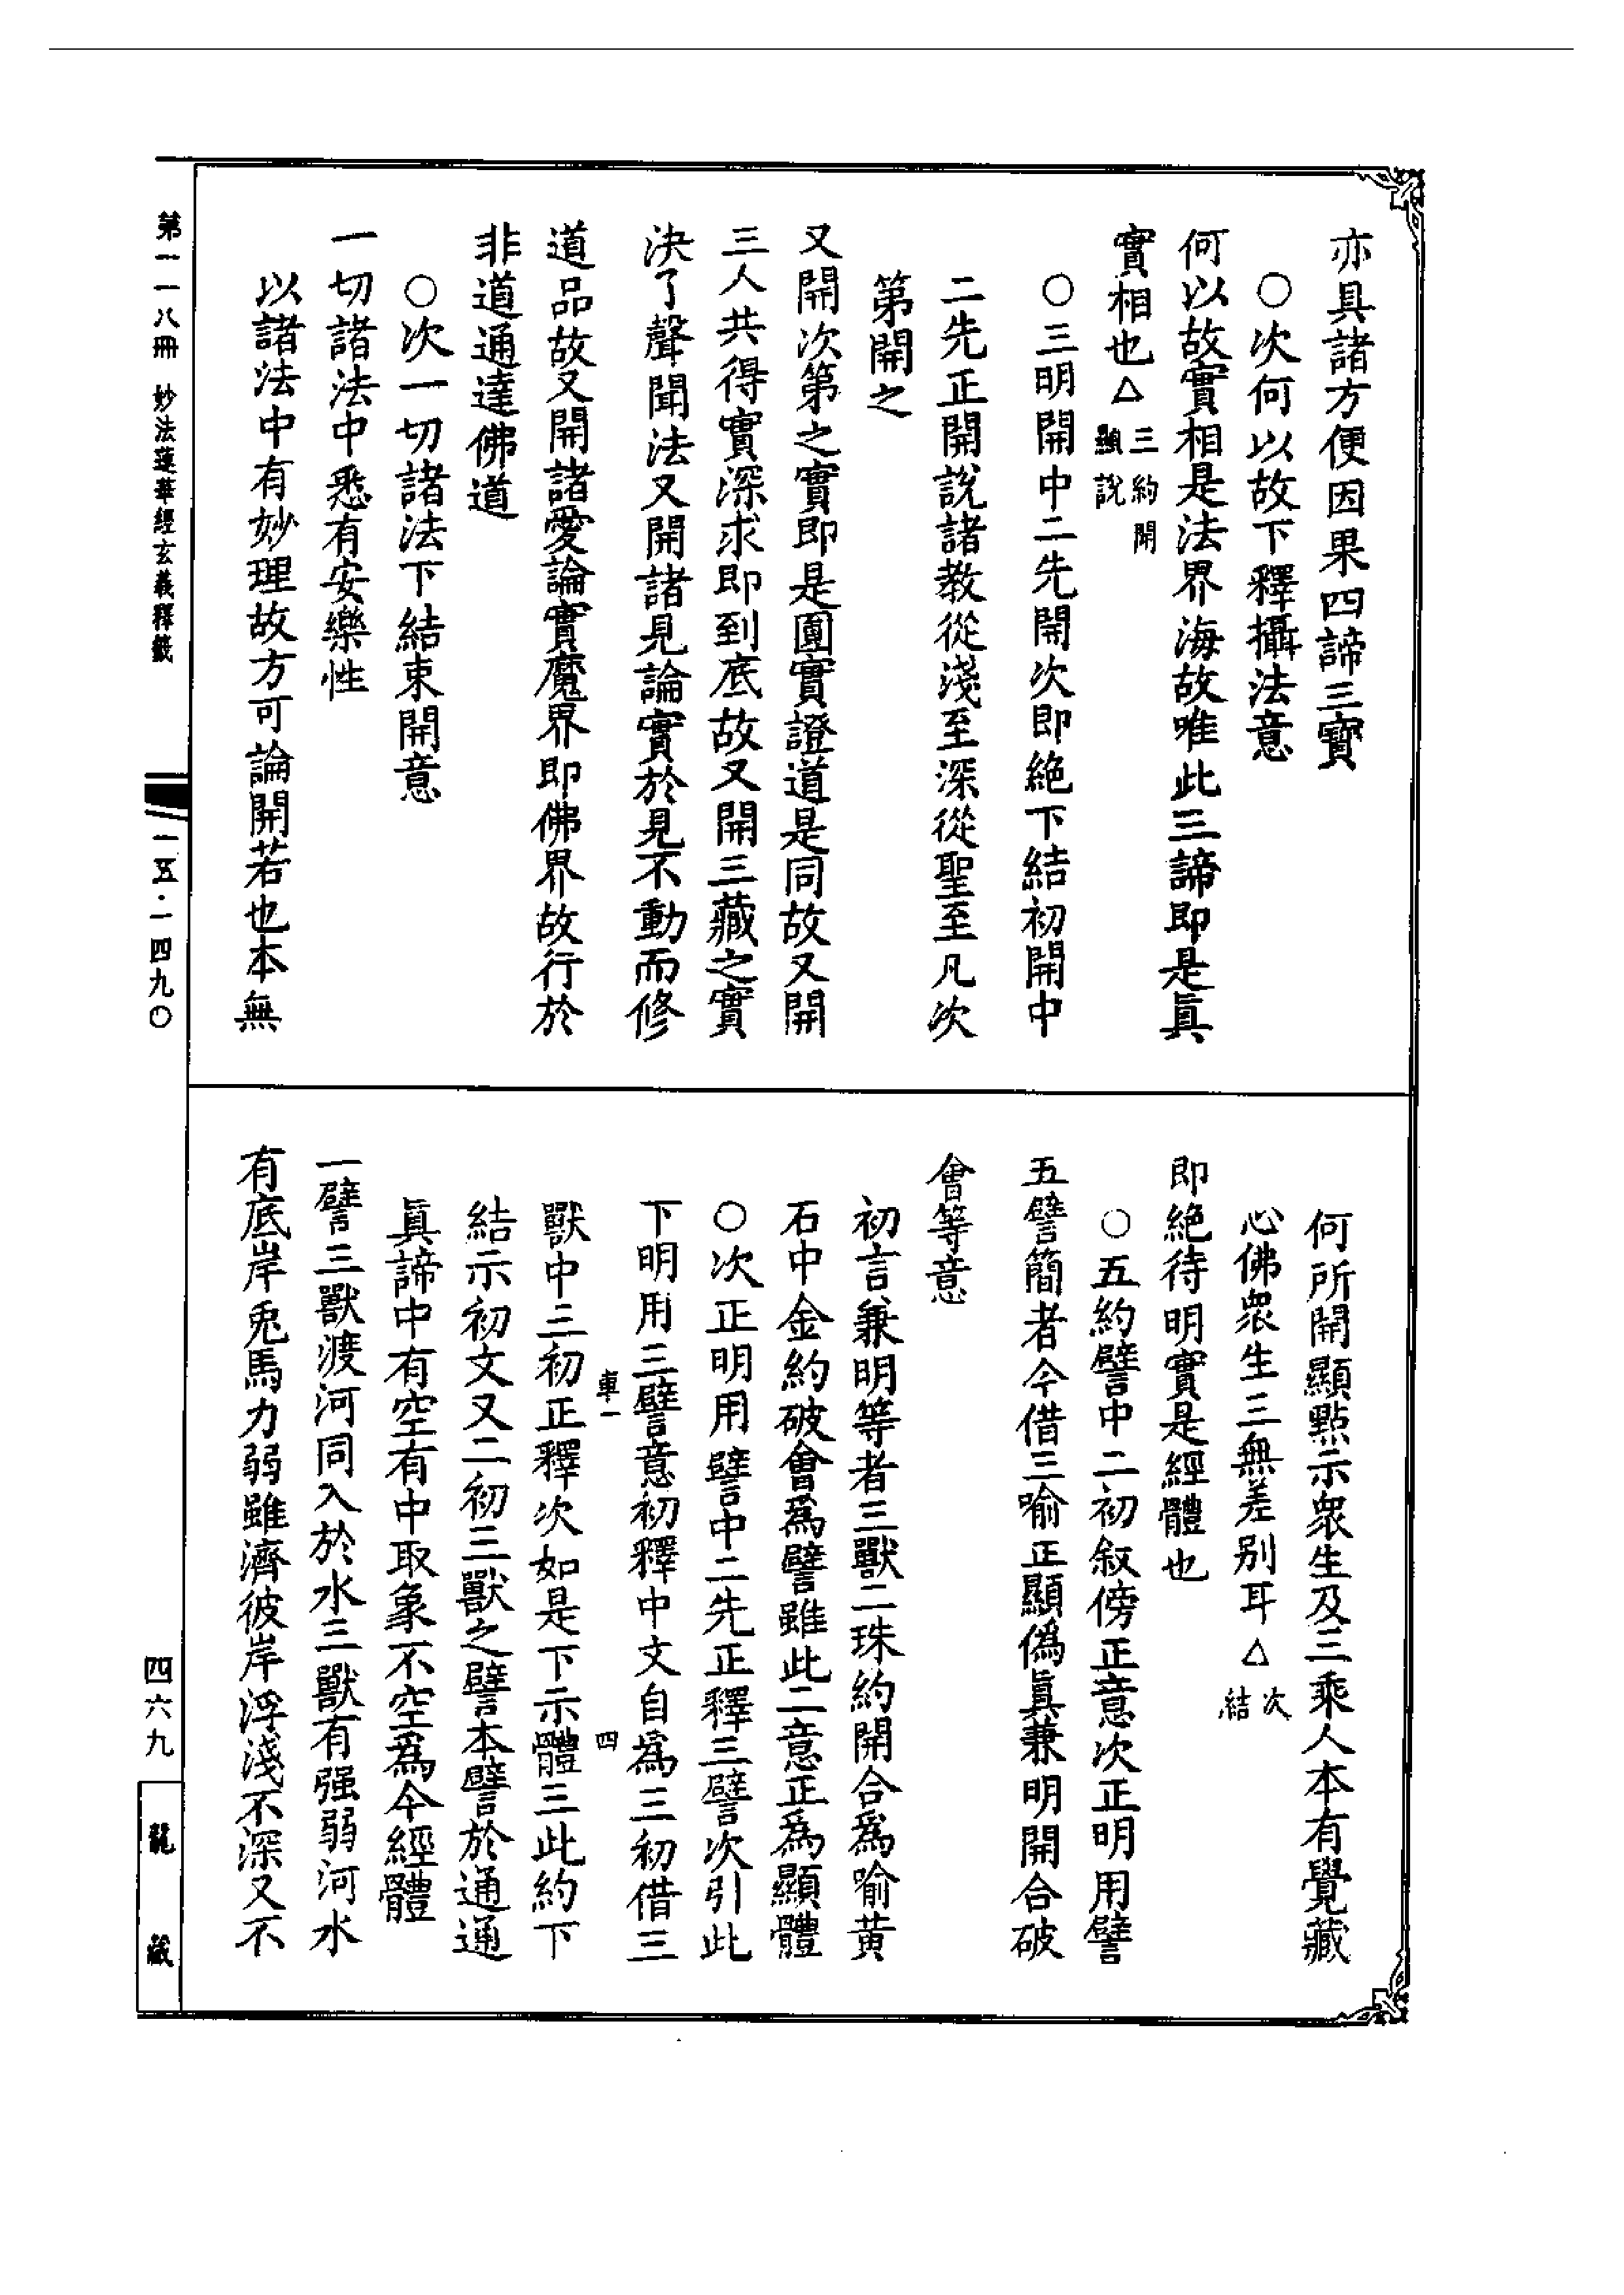 亦具諸方便因果四諦三寶
○次何以故下釋攝法意
何以故實相是法界海故唯此三諦即是眞
實相也△三約開顯說
○三明開中二先開次即絶下結初開中
二先正開說諸教從淺至深從聖至凡次
第開之
又開次第之實即是圓實證道是同故又開
三人共得實深求即到底故又開三藏之實
決了聲聞法又開諸見論實於見不動而修
道品故又開諸愛論實魔界即佛界故行於
非道通達佛道
○次一切諸法下結束開意
一切諸法中悉有安樂性
以諸法中有妙理故方可論開若也本無
何所開顯點示衆生及三乘人本有覺藏
心佛衆生三無差别耳△次結
即絶待明實是經體也
○五約譬中二初叙傍正意次正明用譬
五譬簡者今借三喻正顯僞眞兼明開合破
會等意
初言兼明等者三獸二珠約開合爲喻黄
石中金約破會爲譬雖此二意正爲顯體
○次正明用譬中二先正釋三譬次引此
下明用三譬意初釋中文自爲三初借三
車一
四
獸中三初正釋次如是下示體三此約下
結示初文又二初三獸之譬本譬於通通
眞諦中有空有中取象不空爲今經體
一譬三獸渡河同入於水三獸有强弱河水
有底岸兎馬力弱雖濟彼岸浮淺不深又不
第一一八冊 妙法蓮華經玄義釋籤
一五·一四九〇
四六九
龍藏